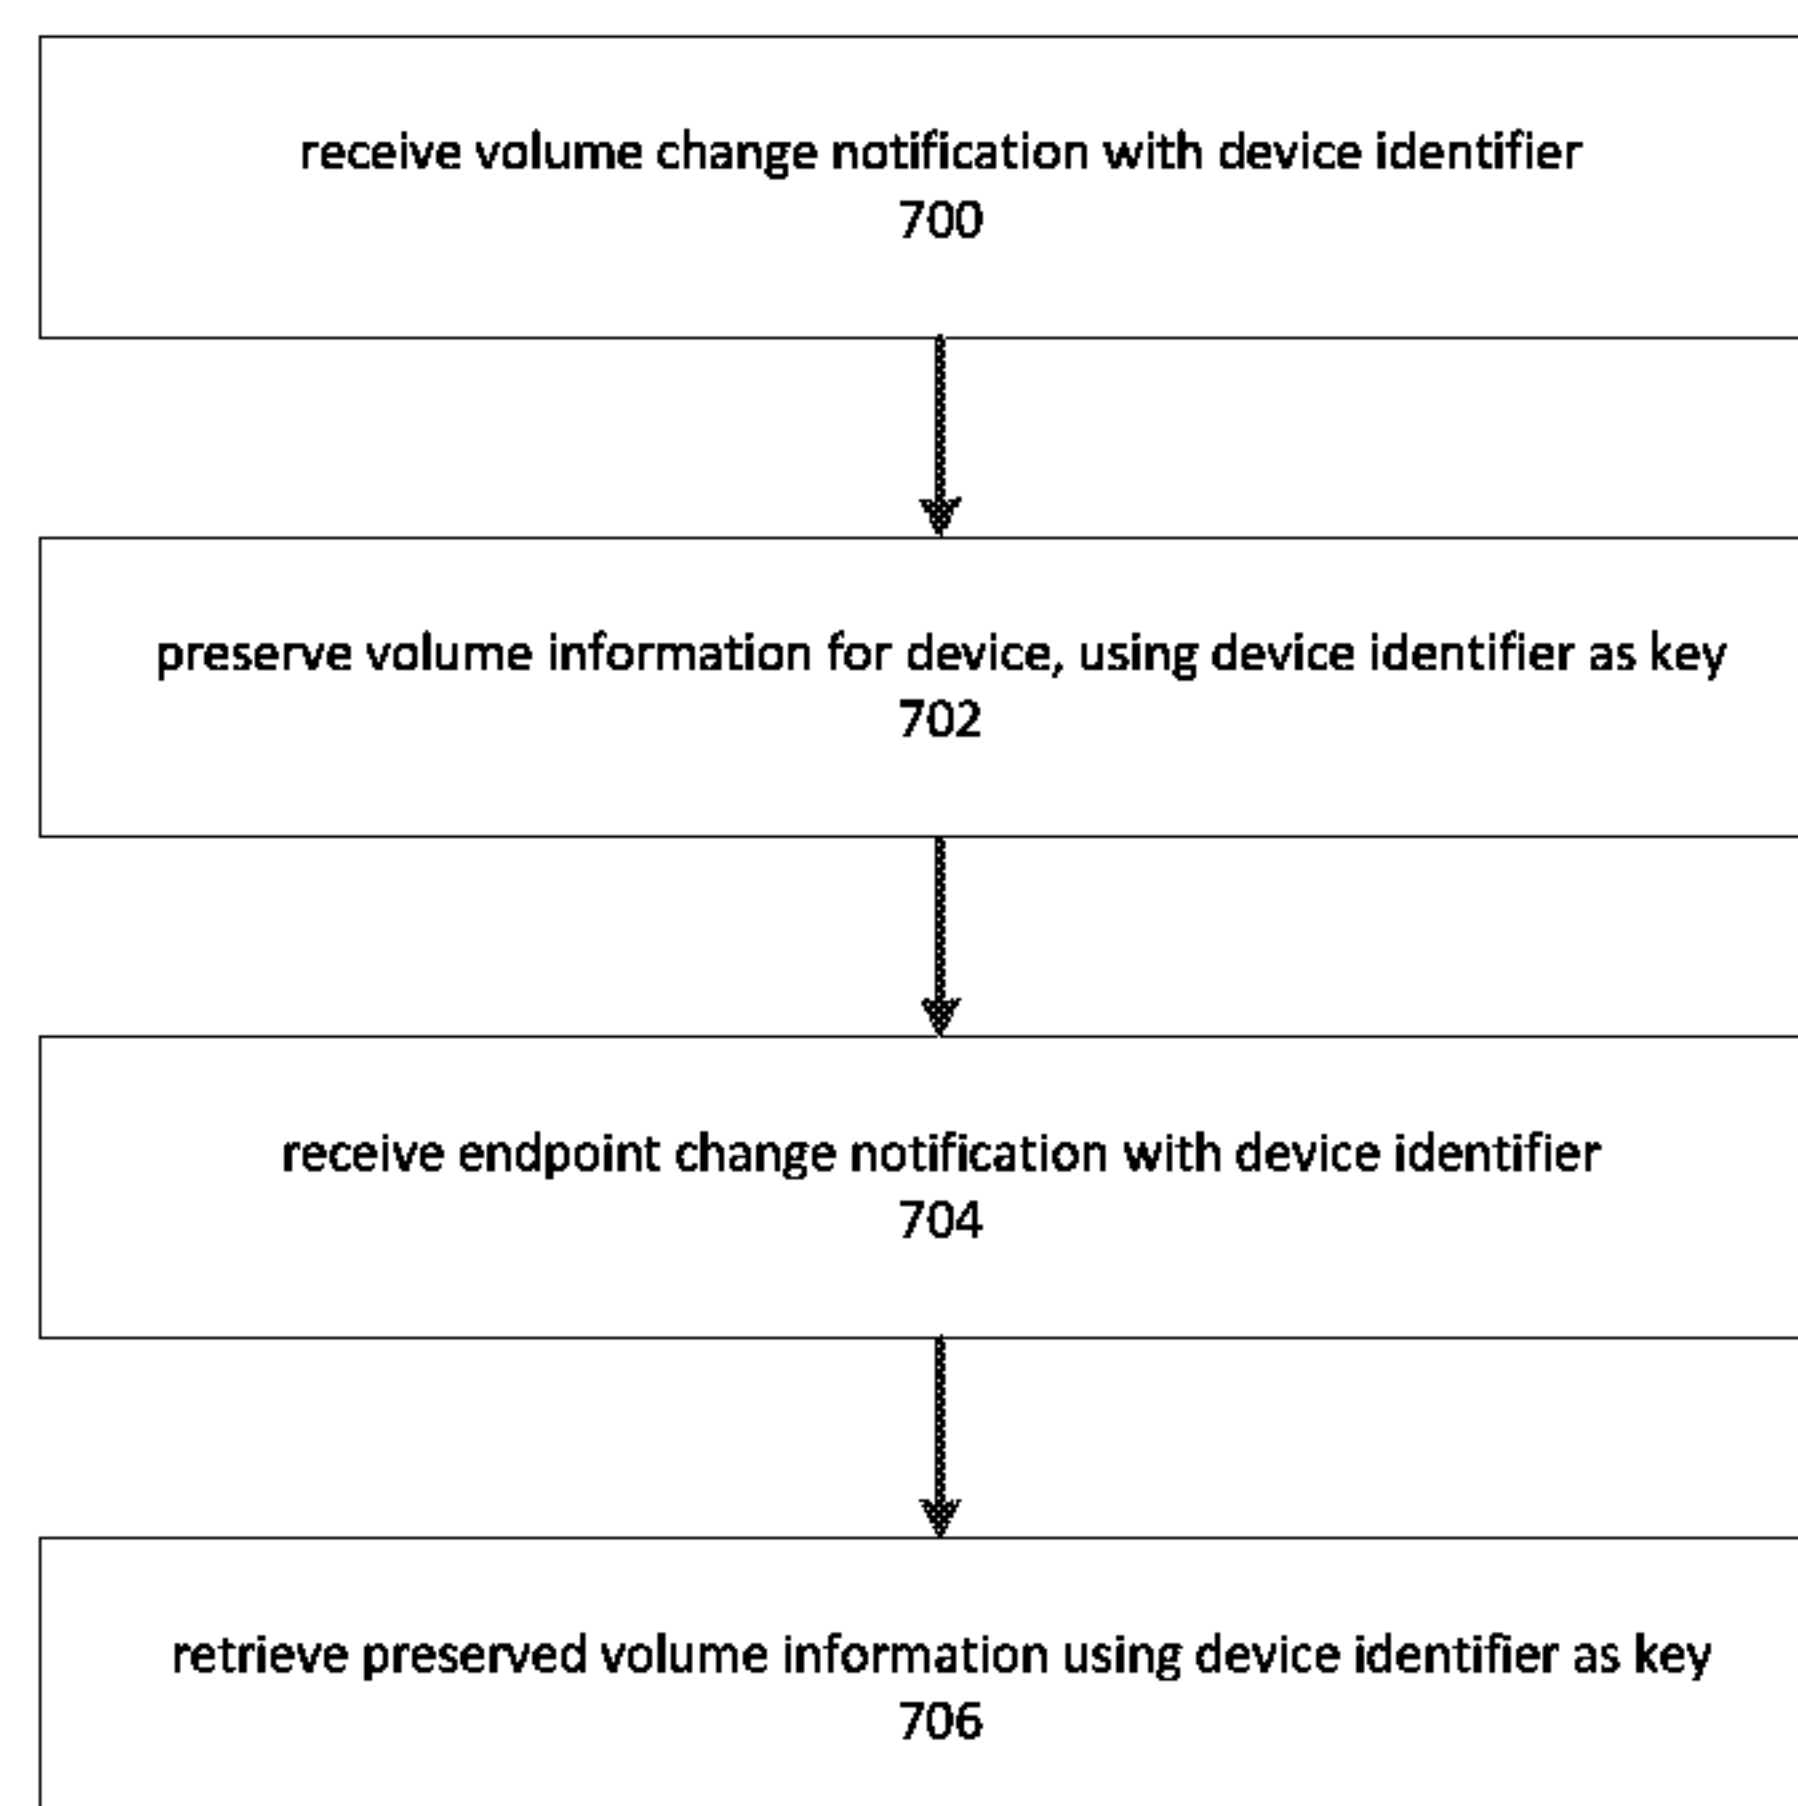 receive volume change notification with device identifier
700
preserve volume information for device, using device identifier as key
702
receive endpoint change notification with device identifier
704
retrieve preserved volume information using device identifier as key
706